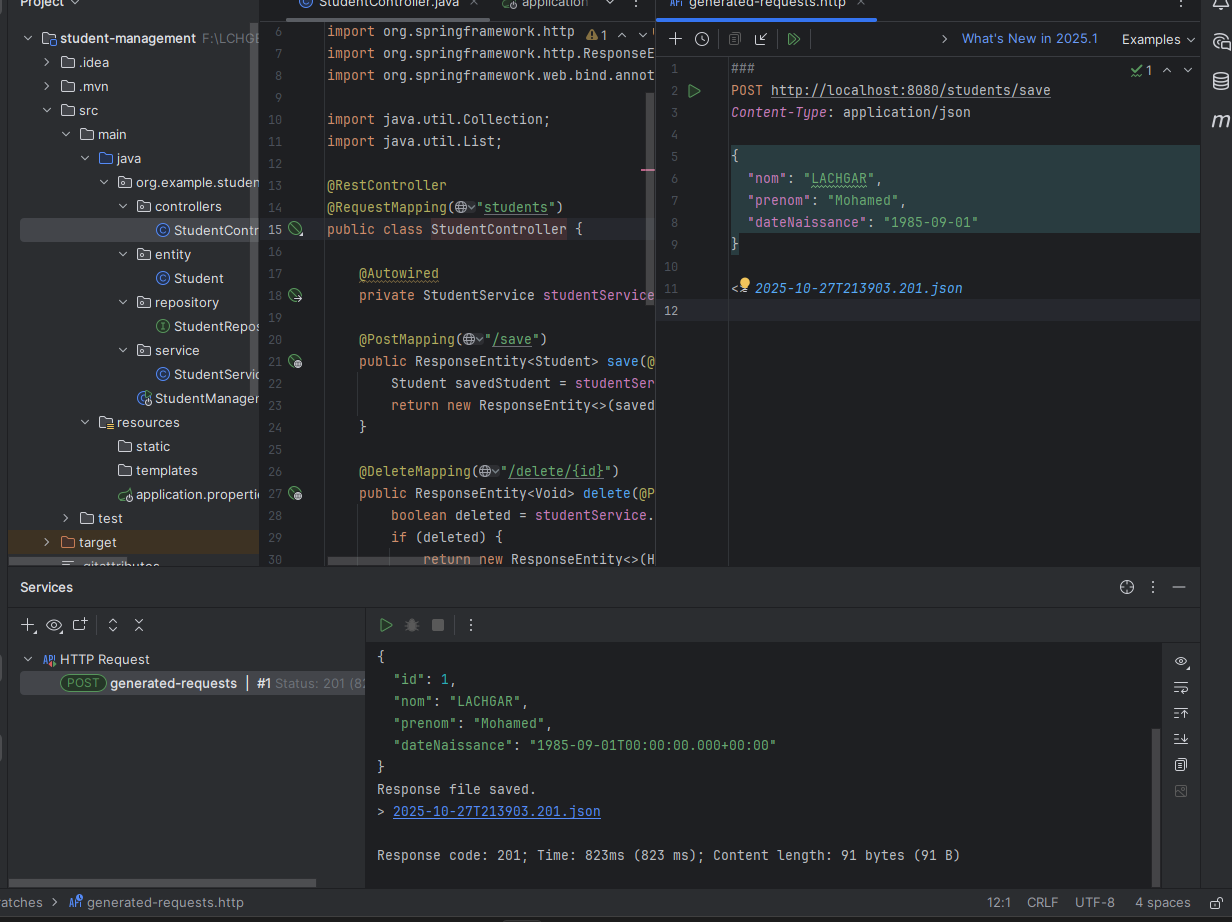 Project
student-management F:\LCHGE
.idea
.mvn
src
main
java
org.example.studen
controllers
StudentContr
entity
Student
repository
StudentRepos
service
StudentServic
StudentManager
resources
static
templates
application.propertie
test
target
.gitattributes
StudentController.java
application
6 import org.springframework.http
1
7 import org.springframework.http.ResponseE
8 import org.springframework.web.bind.annot
9
10 import java.util.Collection;
11 import java.util.List;
12
13 @RestController
14 @RequestMapping("students")
15 public class StudentController {
16
17 @Autowired
18 private StudentService studentService
19
20 @PostMapping("/save")
21 public ResponseEntity<Student> save(@
22 Student savedStudent = studentSer
23 return new ResponseEntity<>(saved
24 }
25
26 @DeleteMapping("/delete/{id}")
27 public ResponseEntity<Void> delete(@P
28 boolean deleted = studentService.
29 if (deleted) {
30 return new ResponseEntity<>(H
API generated-requests.http
What's New in 2025.1 Examples
1 ###
1
2 POST http://localhost:8080/students/save
3 Content-Type: application/json
4
5 {
6 "nom": "LACHGAR",
7 "prenom": "Mohamed",
8 "dateNaissance": "1985-09-01"
9 }
10
11 <> 2025-10-27T213903.201.json
12
m
Services
API HTTP Request
POST generated-requests | #1 Status: 201 (82
{
"id": 1,
"nom": "LACHGAR",
"prenom": "Mohamed",
"dateNaissance": "1985-09-01T00:00:00.000+00:00"
}
Response file saved.
> 2025-10-27T213903.201.json
Response code: 201; Time: 823ms (823 ms); Content length: 91 bytes (91 B)
ratches > API generated-requests.http
12:1 CRLF UTF-8 4 spaces